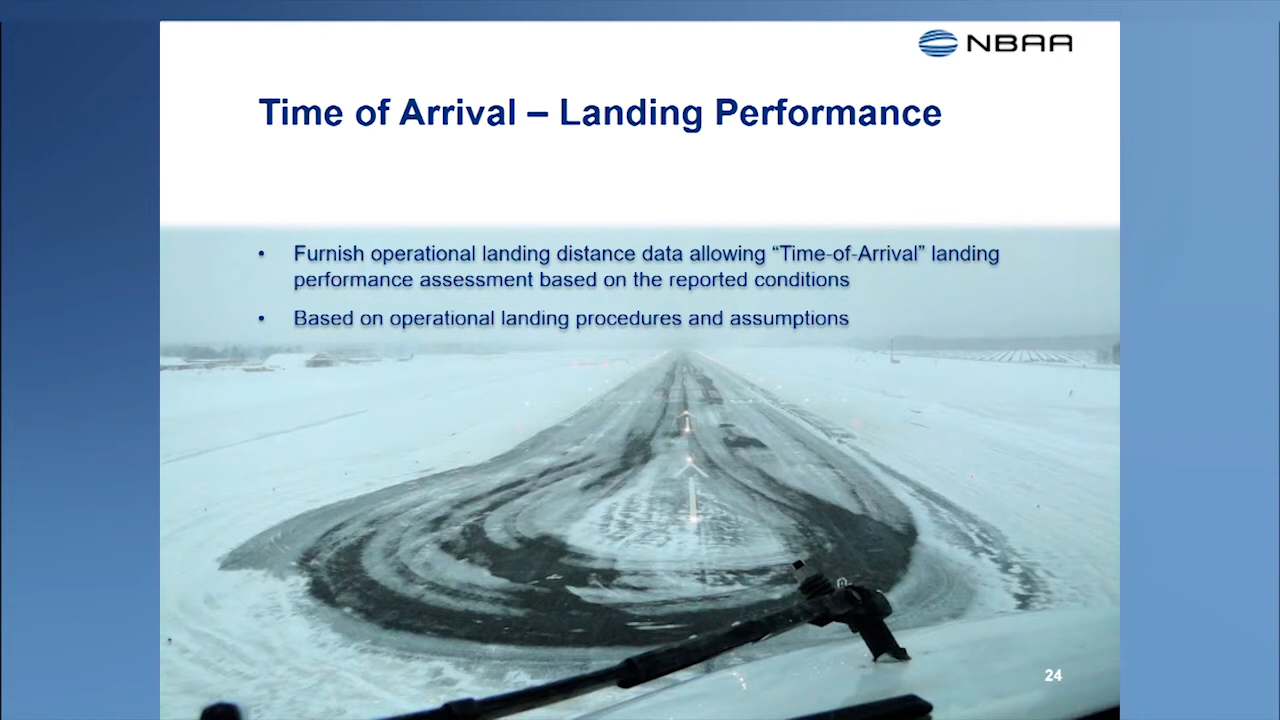 NBAA
Time of Arrival – Landing Performance
• Furnish operational landing distance data allowing “Time-of-Arrival” landing
performance assessment based on the reported conditions
• Based on operational landing procedures and assumptions
24